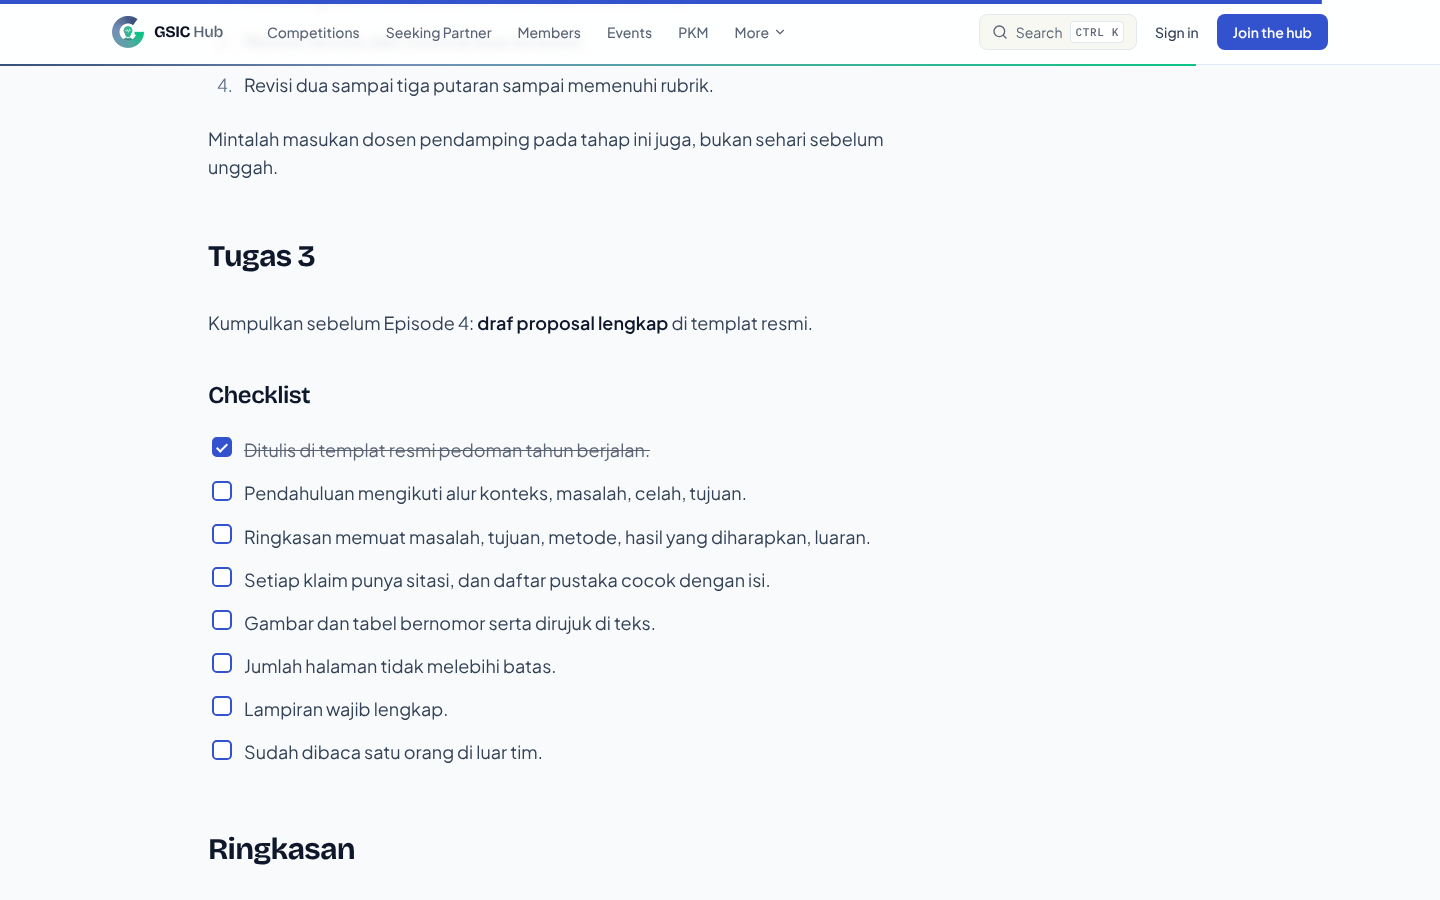 GSIC Hub
Competitions
Seeking Partner
Members
Events
PKM
More
Search
CTRL K
Sign in
Join the hub
4. Revisi dua sampai tiga putaran sampai memenuhi rubrik.
Mintalah masukan dosen pendamping pada tahap ini juga, bukan sehari sebelum
unggah.
Tugas 3
Kumpulkan sebelum Episode 4: draf proposal lengkap di templat resmi.
Checklist
Ditulis di templat resmi pedoman tahun berjalan.
Pendahuluan mengikuti alur konteks, masalah, celah, tujuan.
Ringkasan memuat masalah, tujuan, metode, hasil yang diharapkan, luaran.
Setiap klaim punya sitasi, dan daftar pustaka cocok dengan isi.
Gambar dan tabel bernomor serta dirujuk di teks.
Jumlah halaman tidak melebihi batas.
Lampiran wajib lengkap.
Sudah dibaca satu orang di luar tim.
Ringkasan